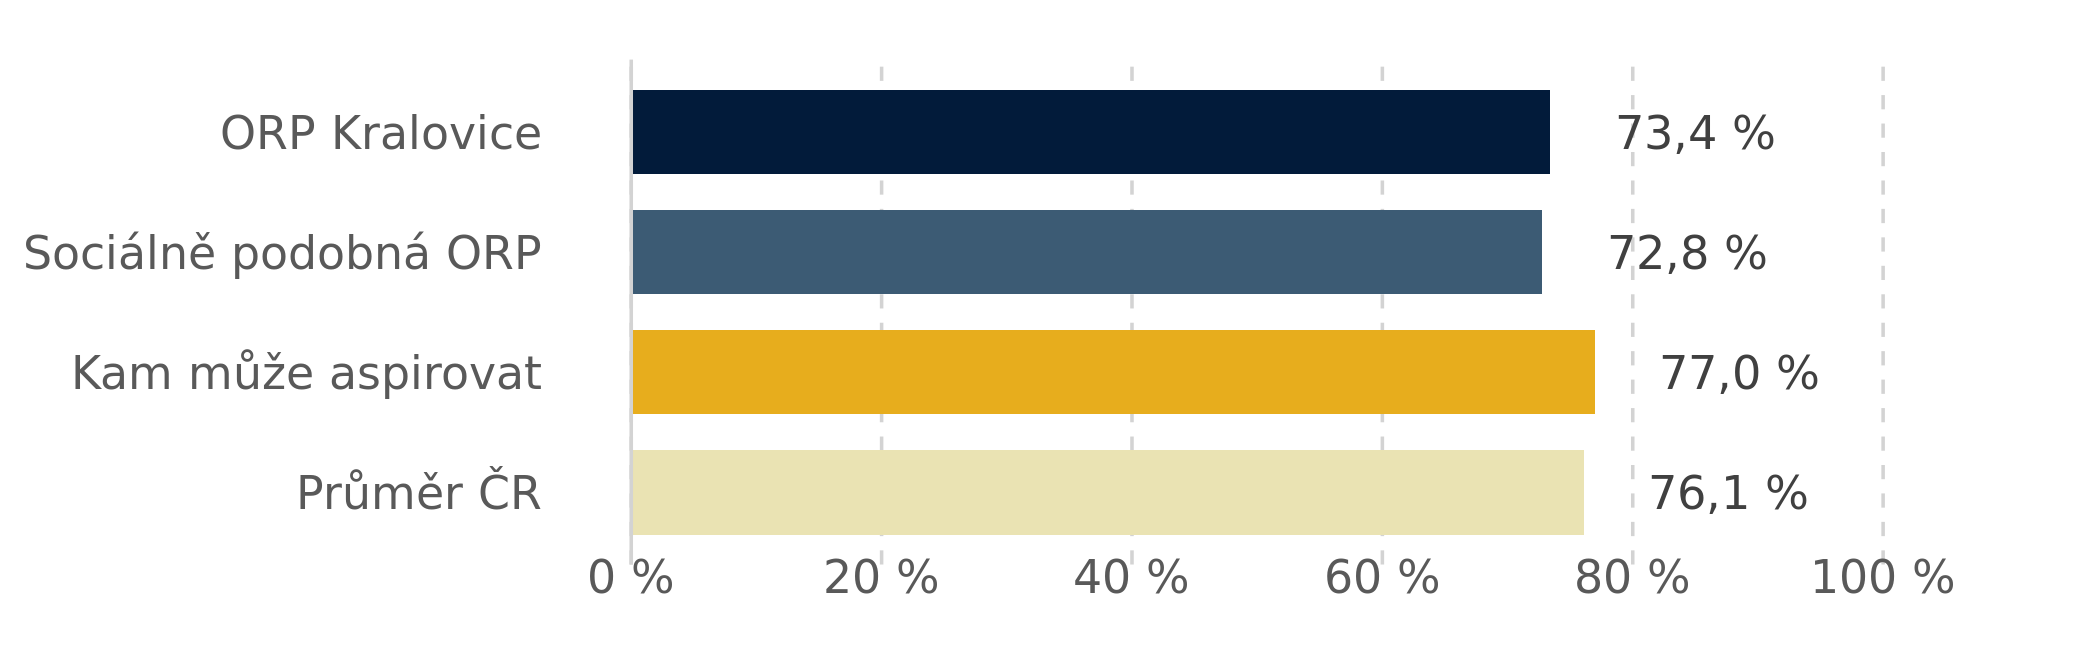 ORP Kralovice 73,4 %
Sociálně podobná ORP 72,8 %
Kam může aspirovat 77,0 %
Průměr ČR 76,1 %
0 % 20 % 40 % 60 % 80 % 100 %